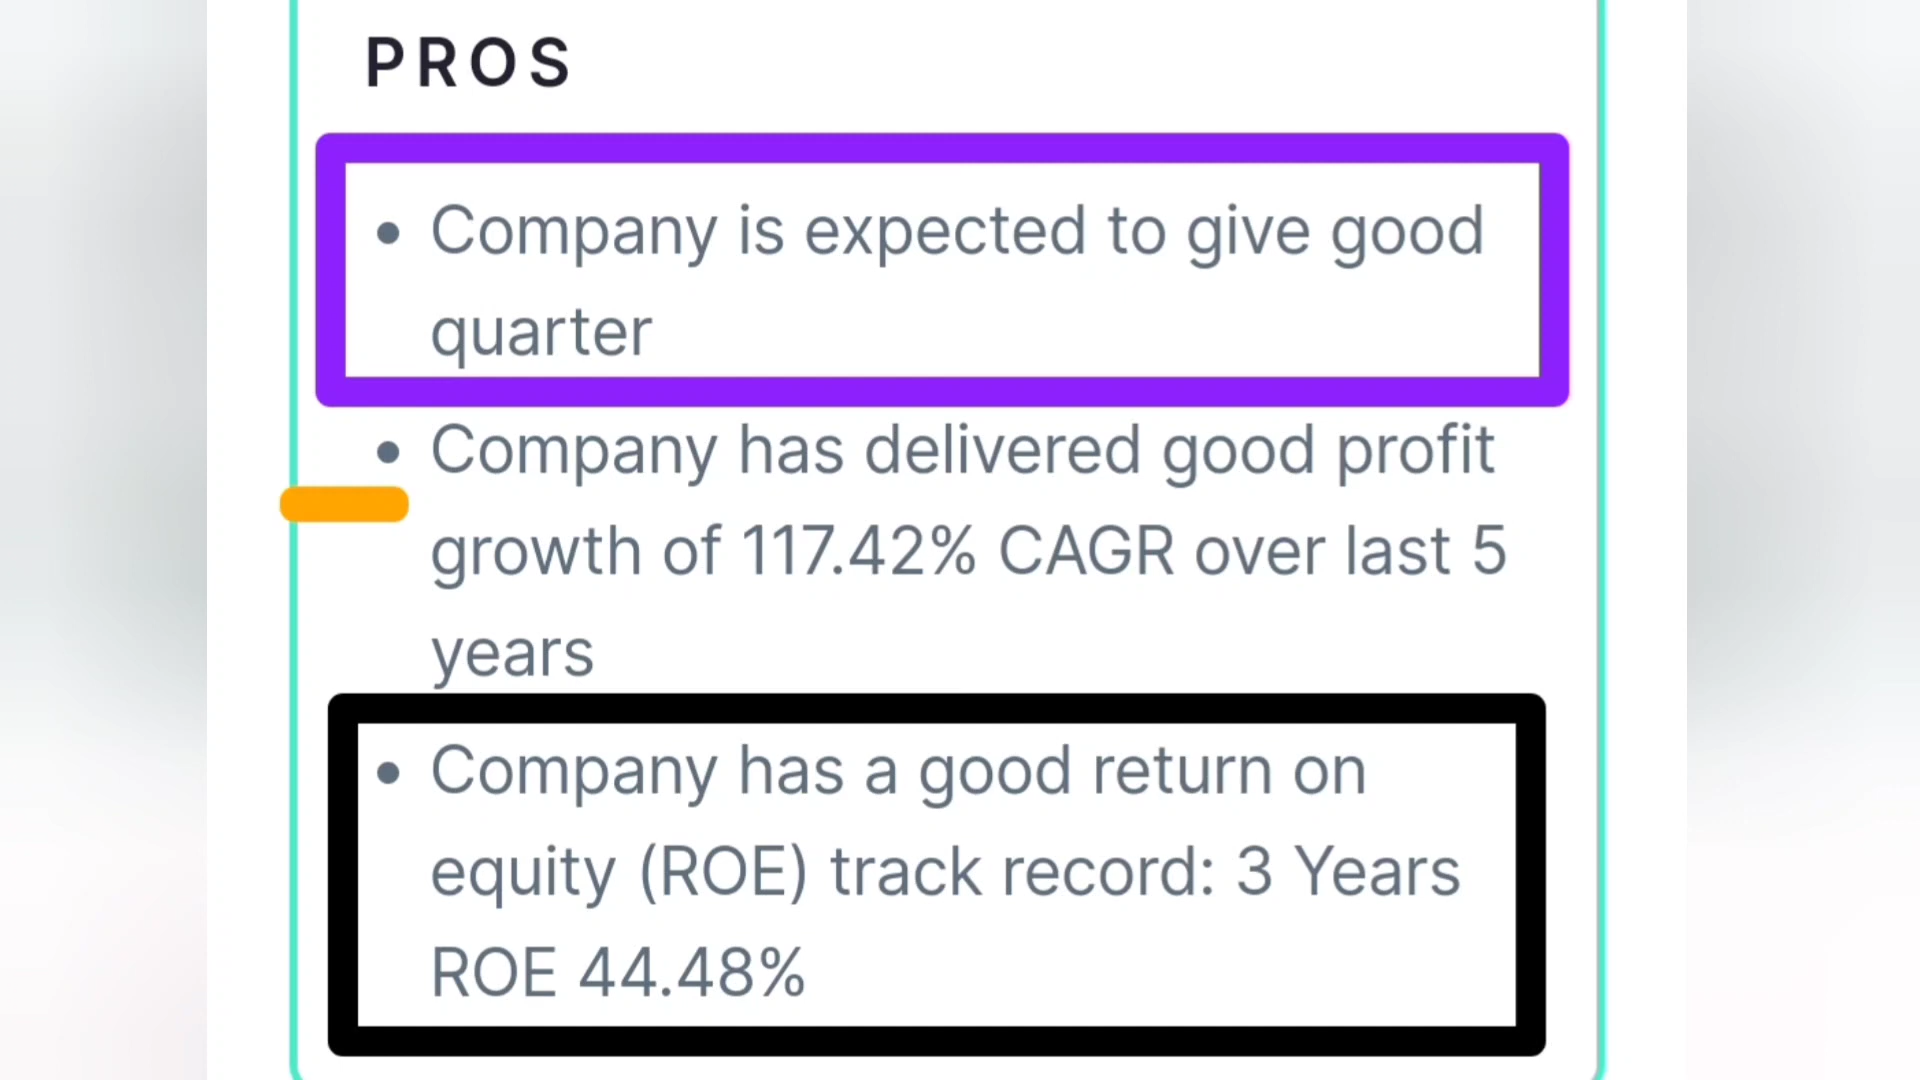 PROS
• Company is expected to give good
quarter
• Company has delivered good profit
growth of 117.42% CAGR over last 5
years
• Company has a good return on
equity (ROE) track record: 3 Years
ROE 44.48%